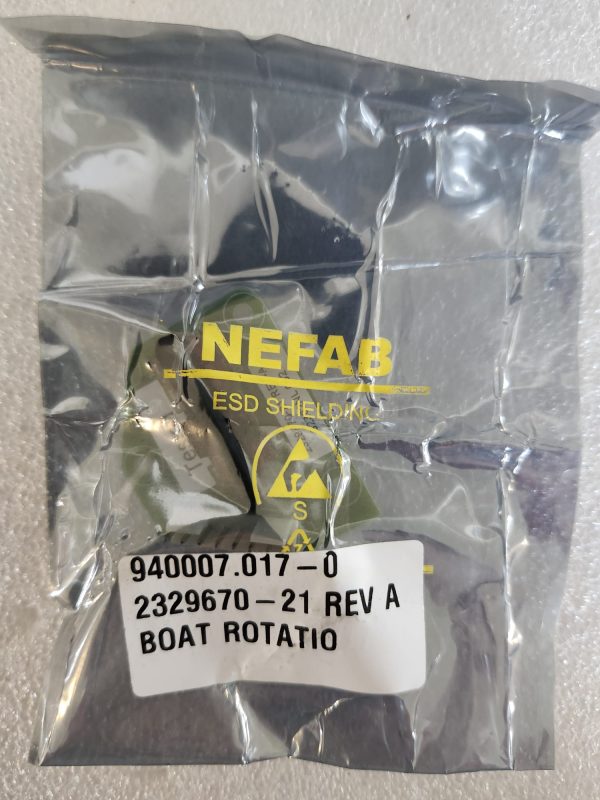 NEFAB
ESD SHIELDING
S
940007.017-0
2329670-21 REV A
BOAT ROTATIO